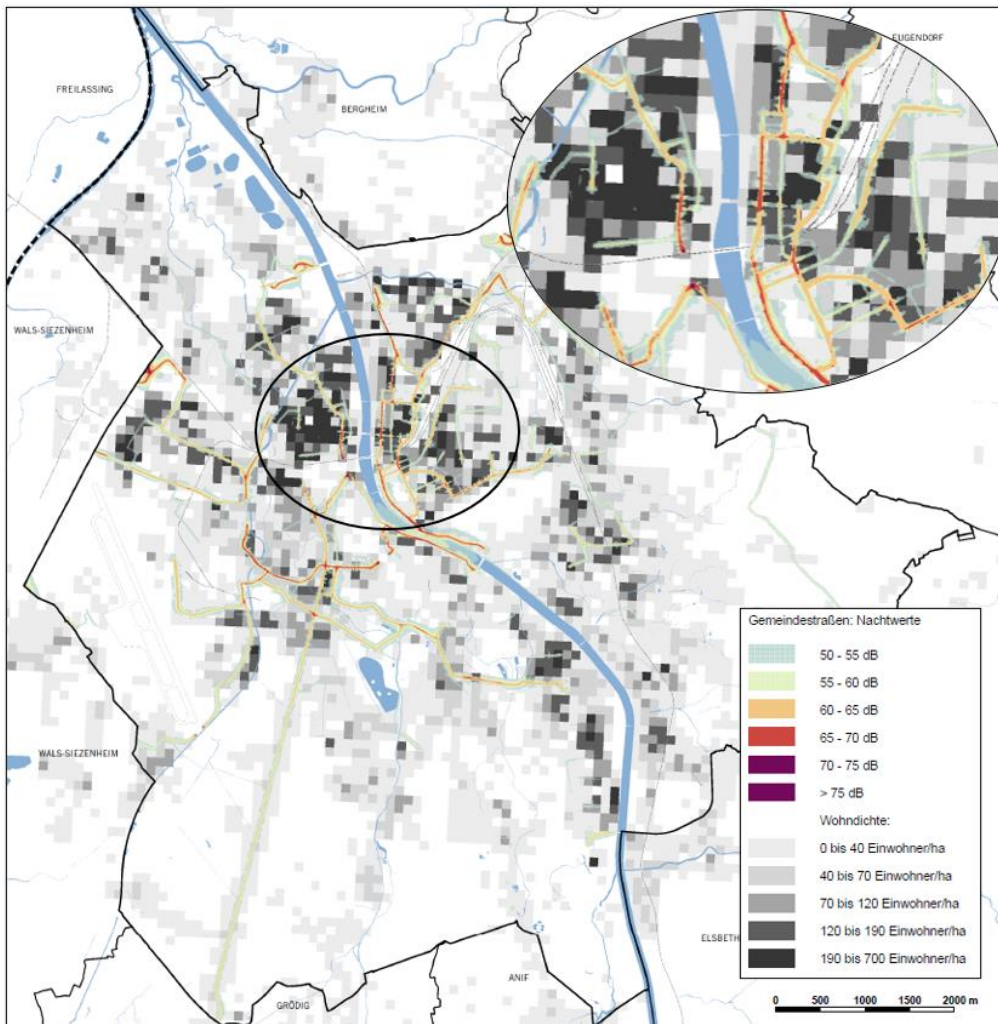 EUGENDORF
FREILASSING
BERGHEIM
WALS-SIEZENHEIM
WALS-SIEZENHEIM
ELSBETH
ANIF
GRÖDIG
Gemeindestraßen: Nachtwerte
50 - 55 dB
55 - 60 dB
60 - 65 dB
65 - 70 dB
70 - 75 dB
> 75 dB
Wohndichte:
0 bis 40 Einwohner/ha
40 bis 70 Einwohner/ha
70 bis 120 Einwohner/ha
120 bis 190 Einwohner/ha
190 bis 700 Einwohner/ha
0 500 1000 1500 2000 m